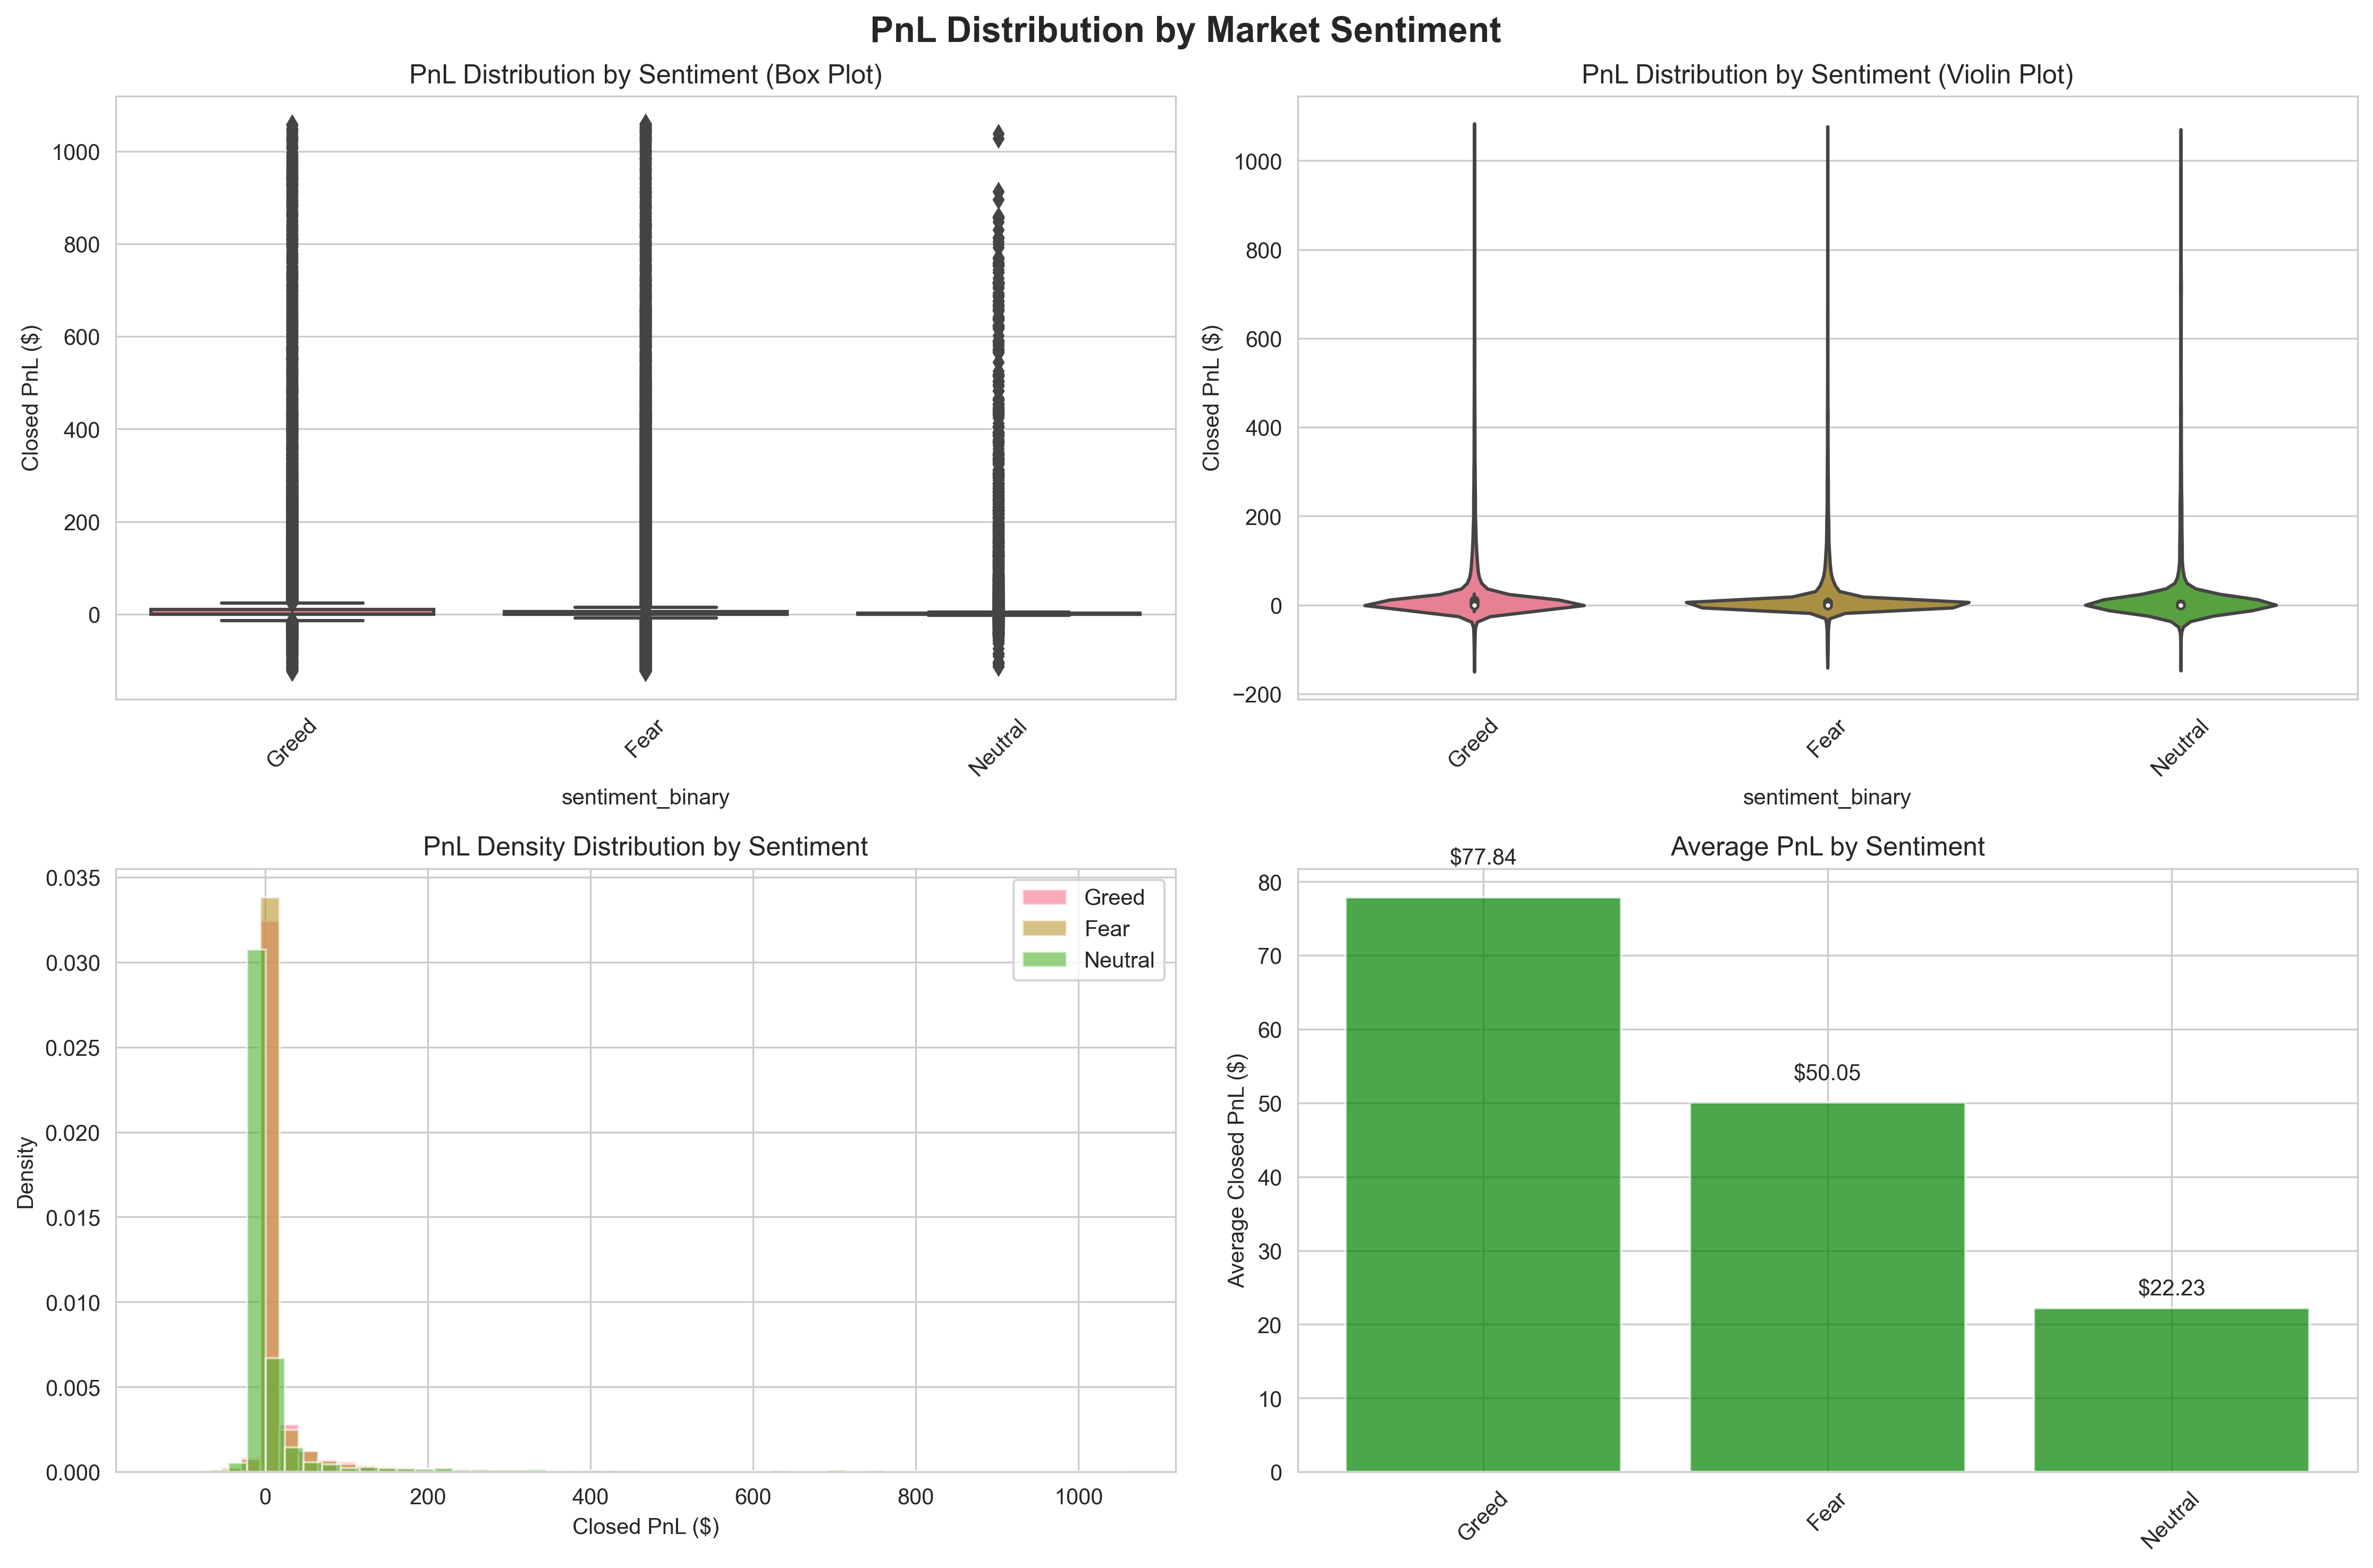 PnL Distribution by Market Sentiment
PnL Distribution by Sentiment (Box Plot)
Closed PnL ($)
1000
800
600
400
200
0
Greed
Fear
Neutral
sentiment_binary
PnL Distribution by Sentiment (Violin Plot)
Closed PnL ($)
1000
800
600
400
200
0
−200
Greed
Fear
Neutral
sentiment_binary
PnL Density Distribution by Sentiment
Density
0.035
0.030
0.025
0.020
0.015
0.010
0.005
0.000
Greed
Fear
Neutral
0
200
400
600
800
1000
Closed PnL ($)
Average PnL by Sentiment
Average Closed PnL ($)
80
70
60
50
40
30
20
10
0
$77.84
$50.05
$22.23
Greed
Fear
Neutral